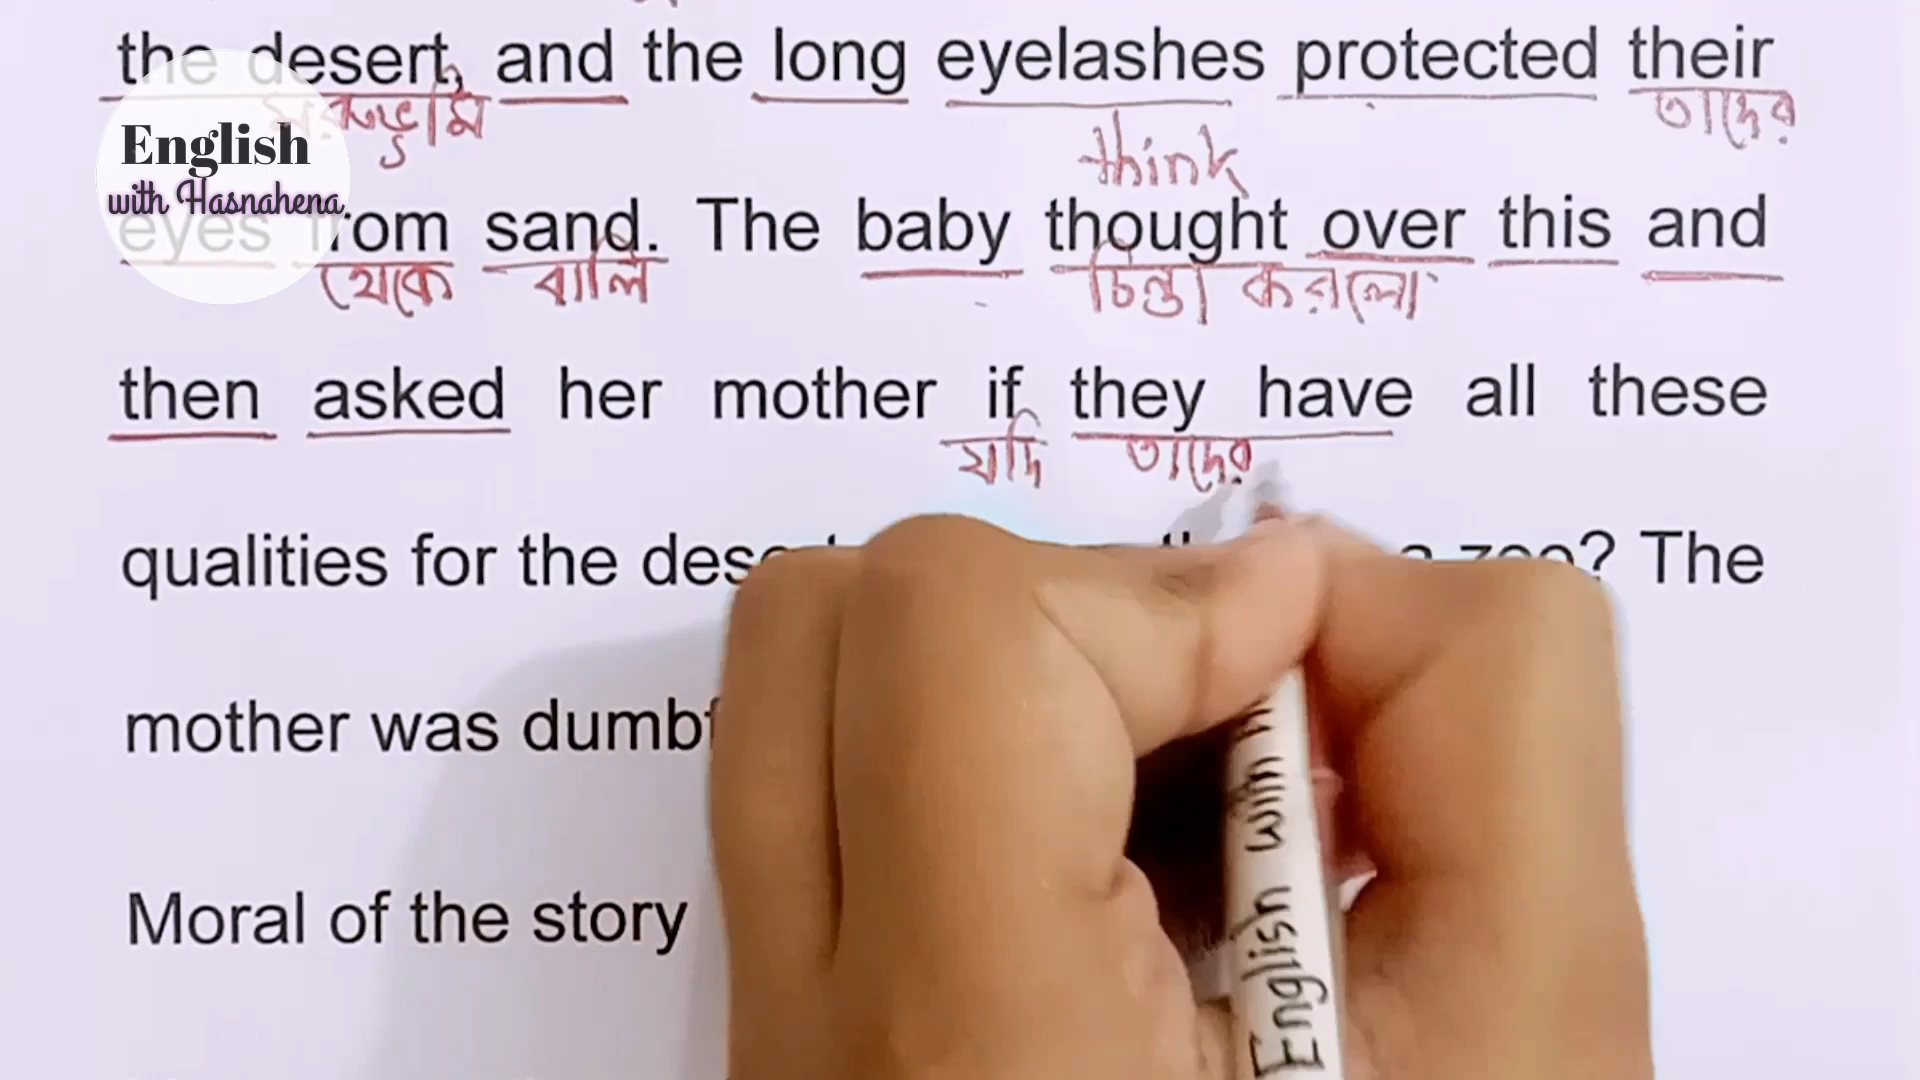 the desert, and the long eyelashes protected their
মরুভূমি তাদের
English
with Hasnahena
think
eyes from sand. The baby thought over this and
থেকে বালি চিন্তা করলো
then asked her mother if they have all these
যদি তাদের
qualities for the a zoo? The
mother was
Moral of the story
English with